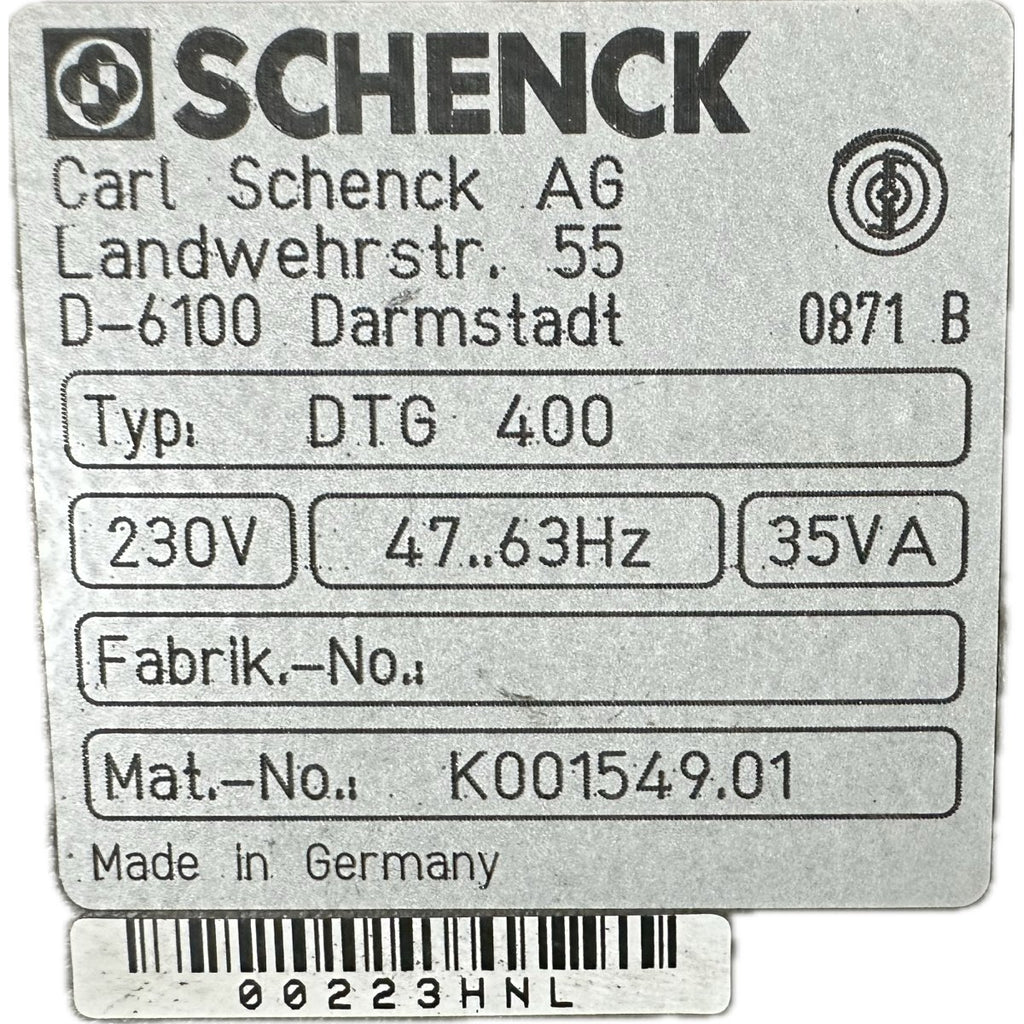 SCHENCK
Carl Schenck AG
Landwehrstr. 55
D-6100 Darmstadt
0871 B
Typ: DTG 400
230V 47..63Hz 35VA
Fabrik.-No.:
Mat.-No.: K001549.01
Made in Germany
00223HNL